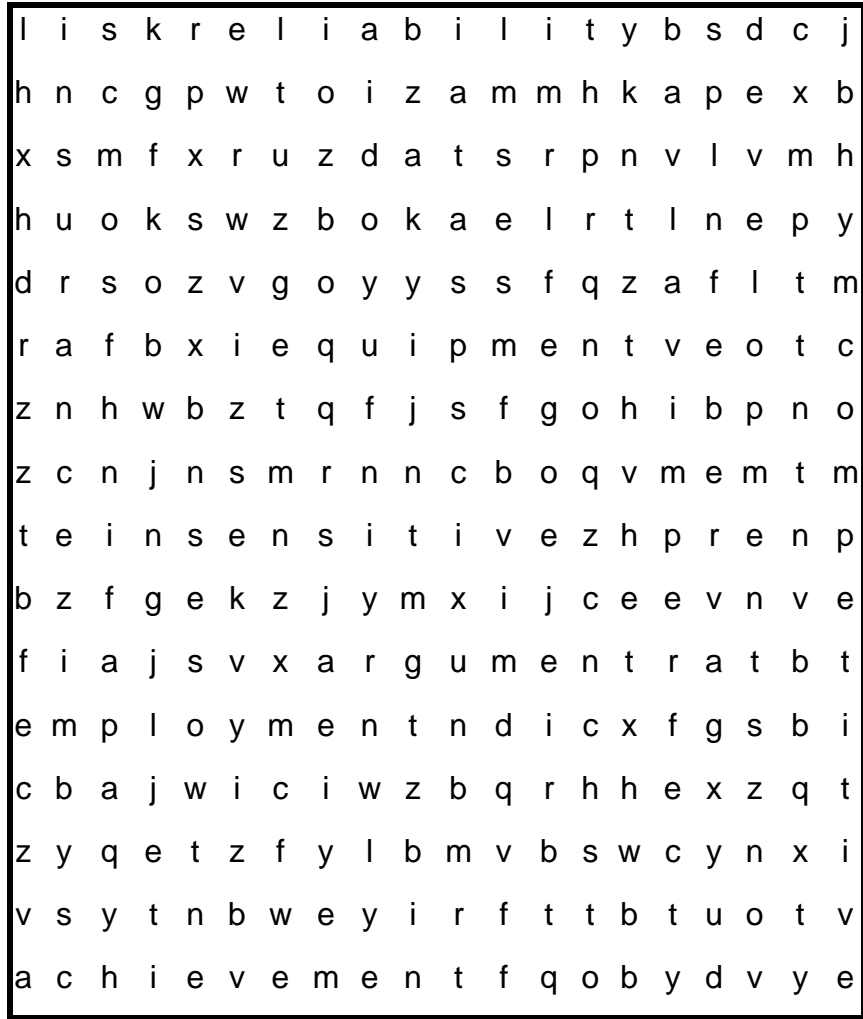 l i s k r e l i a b i l i t y b s d c j
h n c g p w t o i z a m m h k a p e x b
x s m f x r u z d a t s r p n v l v m h
h u o k s w z b o k a e l r t l n e p y
d r s o z v g o y y s s f q z a f l t m
r a f b x i e q u i p m e n t v e o t c
z n h w b z t q f j s f g o h i b p n o
z c n j n s m r n n c b o q v m e m t m
t e i n s e n s i t i v e z h p r e n p
b z f g e k z j y m x i j c e e v n v e
f i a j s v x a r g u m e n t r a t b t
e m p l o y m e n t n d i c x f g s b i
c b a j w i c i w z b q r h h e x z q t
z y q e t z f y l b m v b s w c y n x i
v s y t n b w e y i r f t t b t u o t v
a c h i e v e m e n t f q o b y d v y e